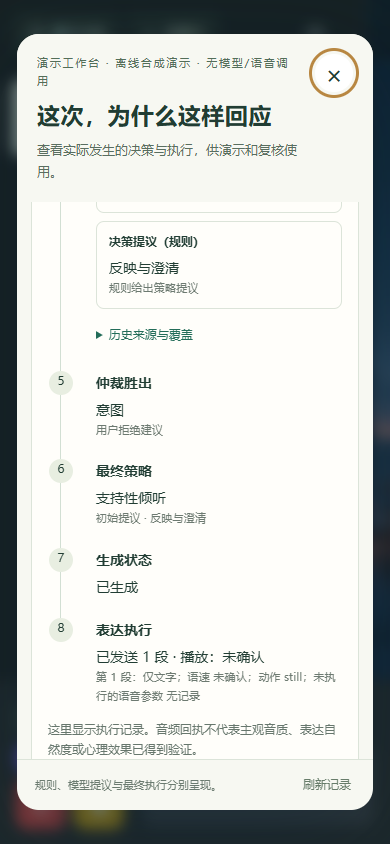 演示工作台 · 离线合成演示 · 无模型/语音调
用
×
这次，为什么这样回应
查看实际发生的决策与执行，供演示和复核使
用。
决策提议（规则）
反映与澄清
规则给出策略提议
▶ 历史来源与覆盖
5 仲裁胜出
意图
用户拒绝建议
6 最终策略
支持性倾听
初始提议 · 反映与澄清
7 生成状态
已生成
8 表达执行
已发送 1 段 · 播放：未确认
第 1 段：仅文字；语速 未确认；动作 still；未执
行的语音参数 无记录
这里显示执行记录。音频回执不代表主观音质、表达自
然度或心理效果已得到验证。
规则、模型提议与最终执行分别呈现。 刷新记录